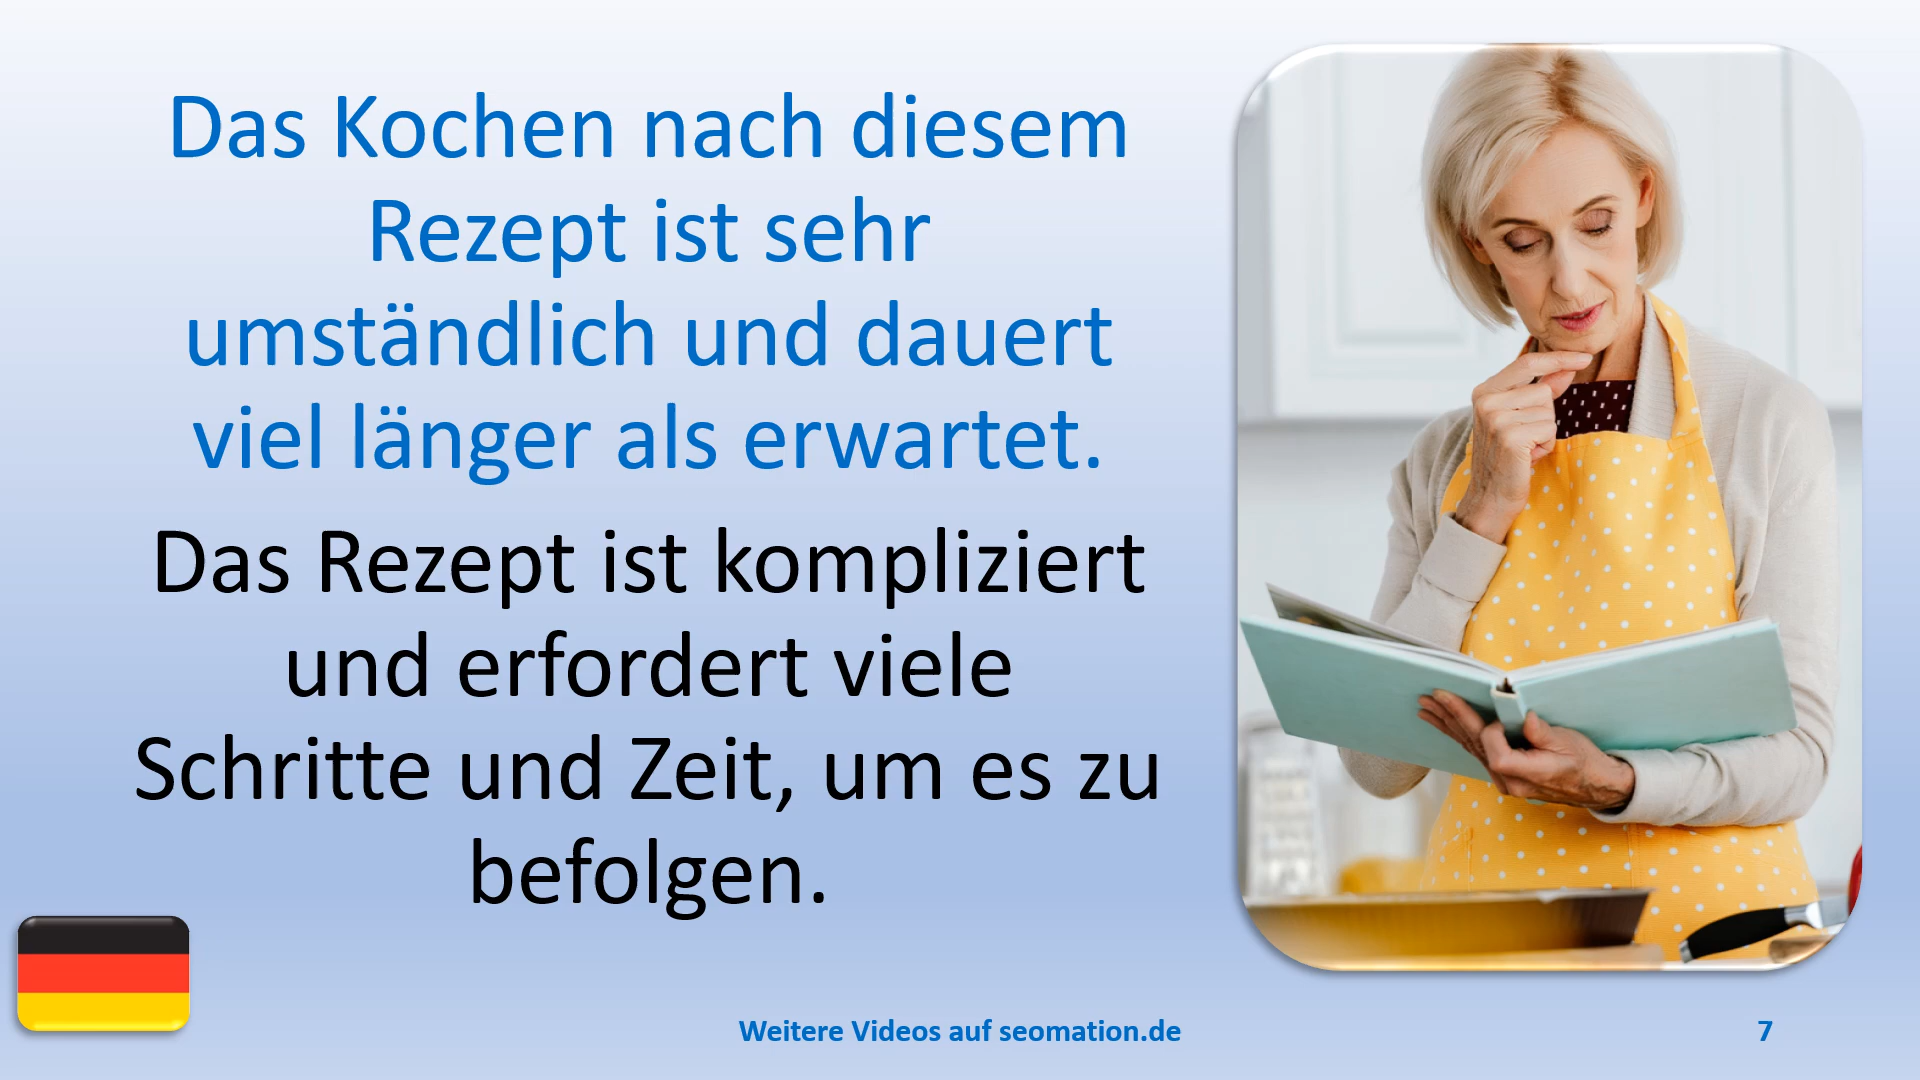 Das Kochen nach diesem
Rezept ist sehr
umständlich und dauert
viel länger als erwartet.
Das Rezept ist kompliziert
und erfordert viele
Schritte und Zeit, um es zu
befolgen.
Weitere Videos auf seomation.de
7